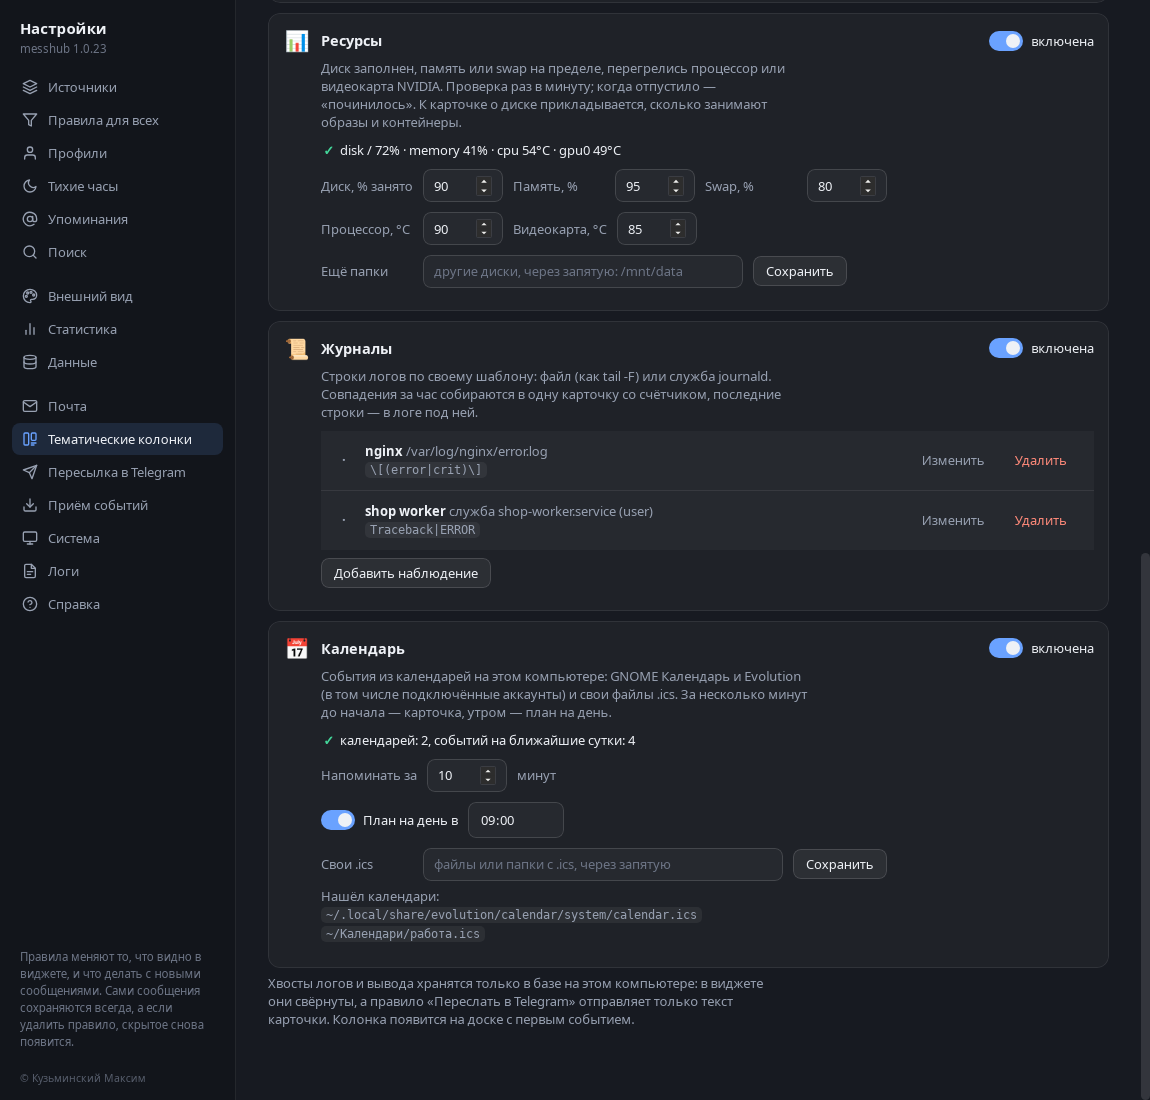 Настройки
messhub 1.0.23
Источники
Правила для всех
Профили
Тихие часы
Упоминания
Поиск
Внешний вид
Статистика
Данные
Почта
Тематические колонки
Пересылка в Telegram
Приём событий
Система
Логи
Справка
Правила меняют то, что видно в
виджете, и что делать с новыми
сообщениями. Сами сообщения
сохраняются всегда, а если
удалить правило, скрытое снова
появится.
© Кузьминский Максим
Ресурсы
включена
Диск заполнен, память или swap на пределе, перегрелись процессор или
видеокарта NVIDIA. Проверка раз в минуту; когда отпустило —
«починилось». К карточке о диске прикладывается, сколько занимают
образы и контейнеры.
✓ disk / 72% · memory 41% · cpu 54°C · gpu0 49°C
Диск, % занято 90 Память, % 95 Swap, % 80
Процессор, °C 90 Видеокарта, °C 85
Ещё папки другие диски, через запятую: /mnt/data Сохранить
Журналы
включена
Строки логов по своему шаблону: файл (как tail -F) или служба journald.
Совпадения за час собираются в одну карточку со счётчиком, последние
строки — в логе под ней.
· nginx /var/log/nginx/error.log
\[(error|crit)\]
Изменить Удалить
· shop worker служба shop-worker.service (user)
Traceback|ERROR
Изменить Удалить
Добавить наблюдение
Календарь
включена
События из календарей на этом компьютере: GNOME Календарь и Evolution
(в том числе подключённые аккаунты) и свои файлы .ics. За несколько минут
до начала — карточка, утром — план на день.
✓ календарей: 2, событий на ближайшие сутки: 4
Напоминать за 10 минут
План на день в 09:00
Свои .ics файлы или папки с .ics, через запятую Сохранить
Нашёл календари:
~/.local/share/evolution/calendar/system/calendar.ics
~/Календари/работа.ics
Хвосты логов и вывода хранятся только в базе на этом компьютере: в виджете
они свёрнуты, а правило «Переслать в Telegram» отправляет только текст
карточки. Колонка появится на доске с первым событием.